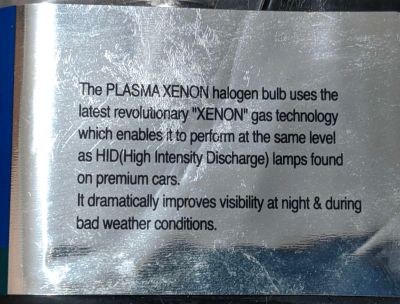 The PLASMA XENON halogen bulb uses the
latest revolutionary "XENON" gas technology
which enables it to perform at the same level
as HID(High Intensity Discharge) lamps found
on premium cars.
It dramatically improves visibility at night & during
bad weather conditions.